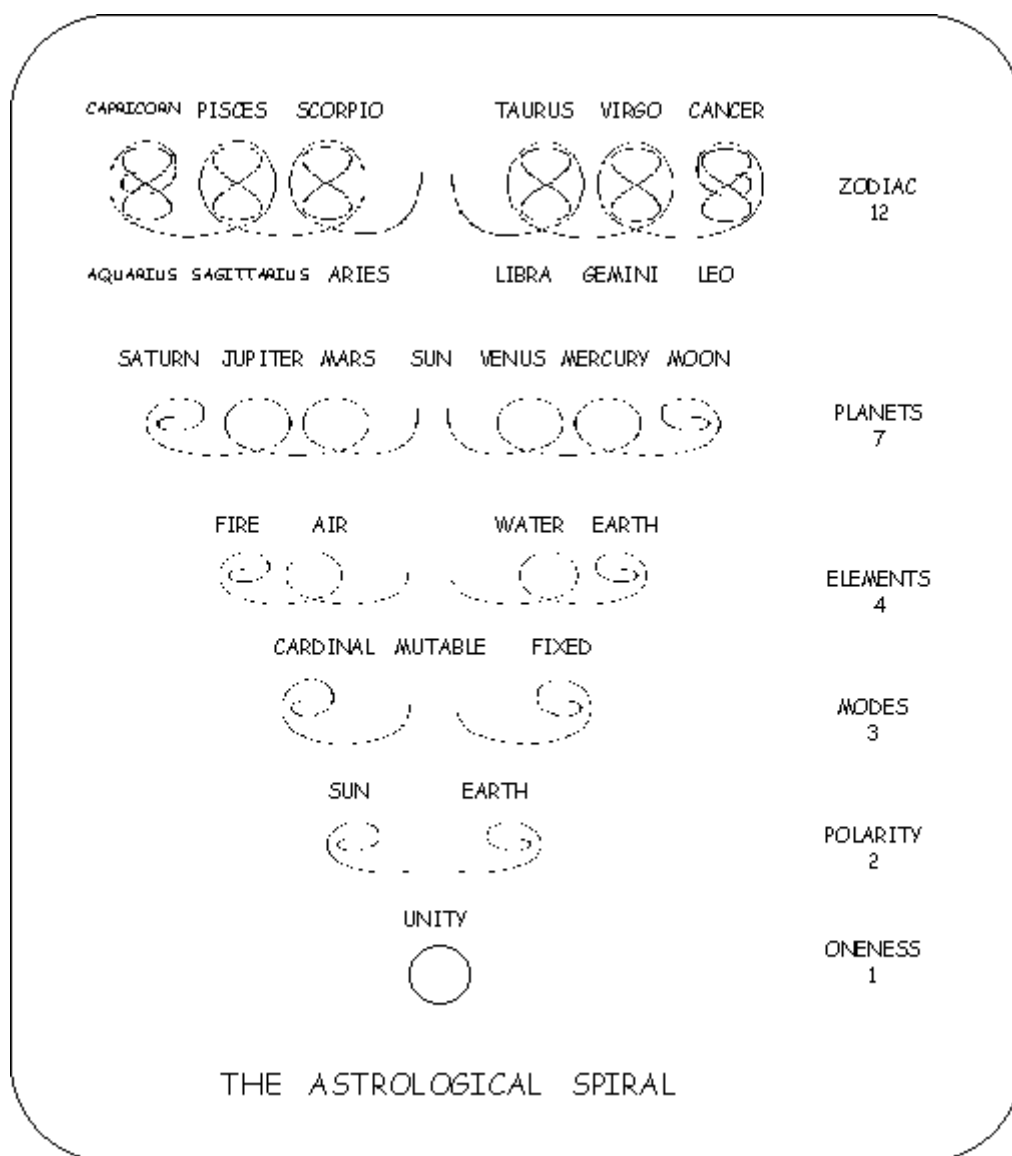 CAPRICORN PISCES SCORPIO TAURUS VIRGO CANCER
ZODIAC
12
AQUARIUS SAGITTARIUS ARIES LIBRA GEMINI LEO
SATURN JUPITER MARS SUN VENUS MERCURY MOON
PLANETS
7
FIRE AIR WATER EARTH
ELEMENTS
4
CARDINAL MUTABLE FIXED
MODES
3
SUN EARTH
POLARITY
2
UNITY
ONENESS
1
THE ASTROLOGICAL SPIRAL